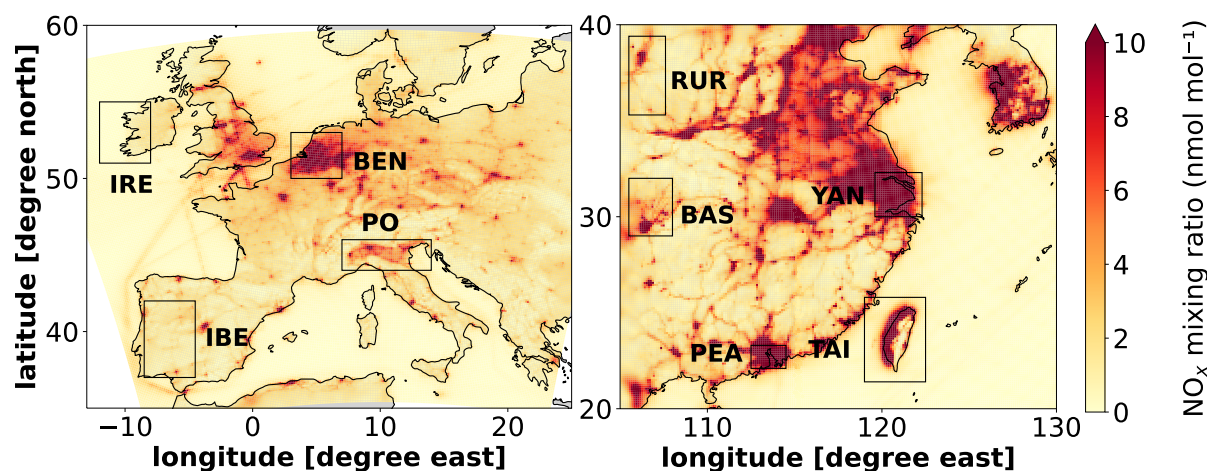 latitude [degree north]
60
50
40
IRE
BEN
PO
IBE
−10
0
10
20
longitude [degree east]
40
30
20
RUR
BAS
YAN
PEA
TAI
110
120
130
longitude [degree east]
10
8
6
4
2
0
NOx mixing ratio (nmol mol⁻¹)